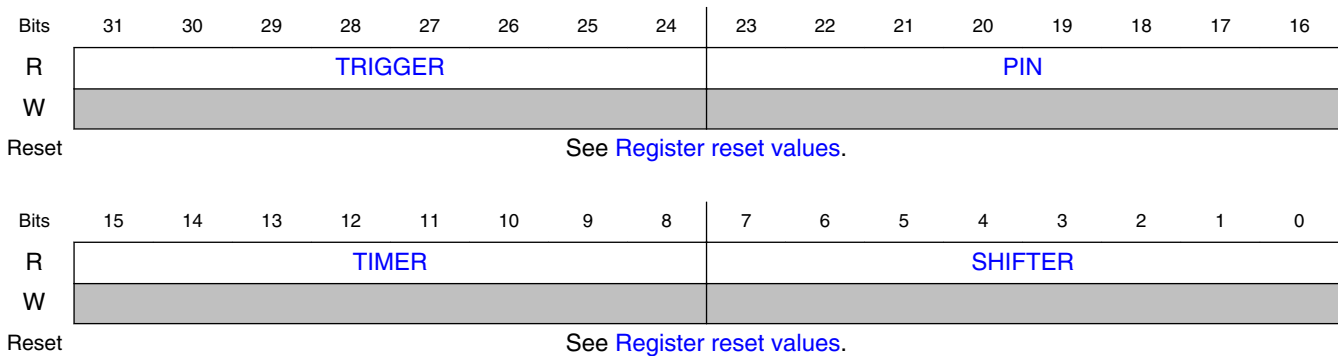 Bits 31 30 29 28 27 26 25 24 23 22 21 20 19 18 17 16
R TRIGGER PIN
W
Reset See Register reset values.
Bits 15 14 13 12 11 10 9 8 7 6 5 4 3 2 1 0
R TIMER SHIFTER
W
Reset See Register reset values.